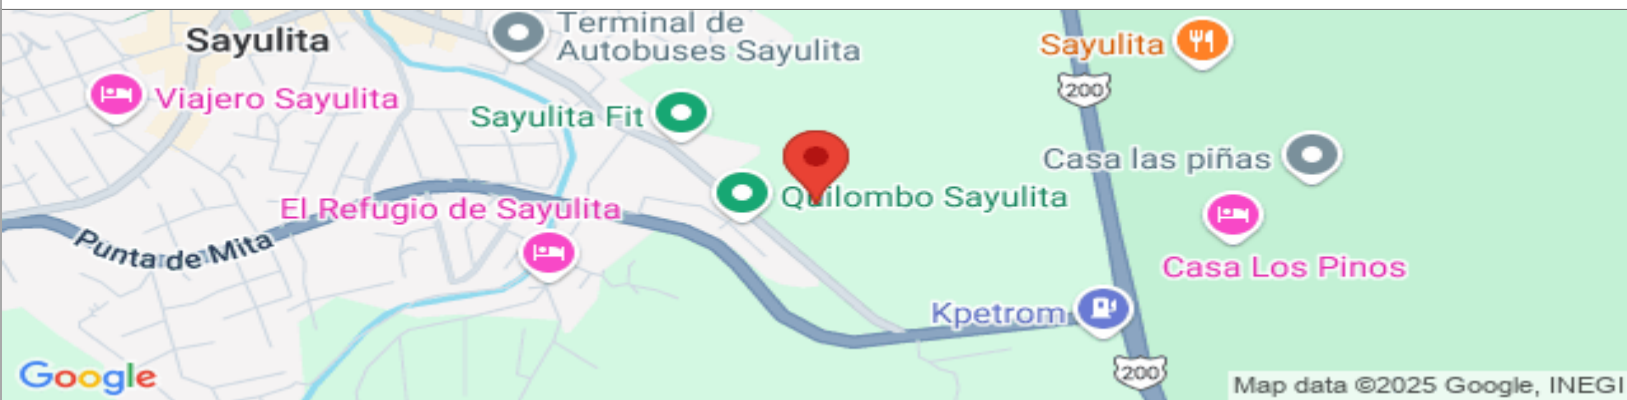 Sayulita
Terminal de
Autobuses Sayulita
Sayulita
200
Viajero Sayulita
Sayulita Fit
Casa las piñas
Quilombo Sayulita
El Refugio de Sayulita
Punta de Mita
Casa Los Pinos
Kpetrom
200
Google
Map data ©2025 Google, INEGI